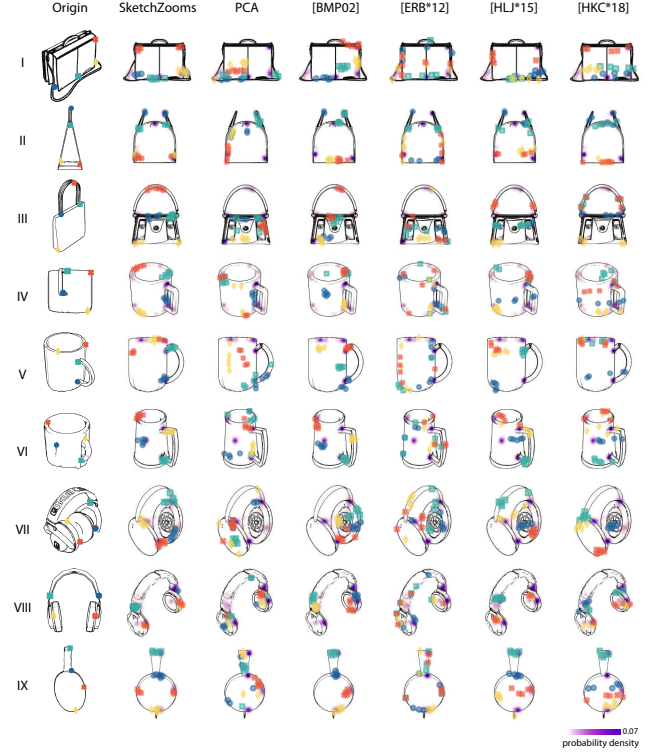 Origin SketchZooms PCA [BMP02] [ERB*12] [HLJ*15] [HKC*18]
I
II
III
IV
V
VI
VII
VIII
IX
0.07
probability density